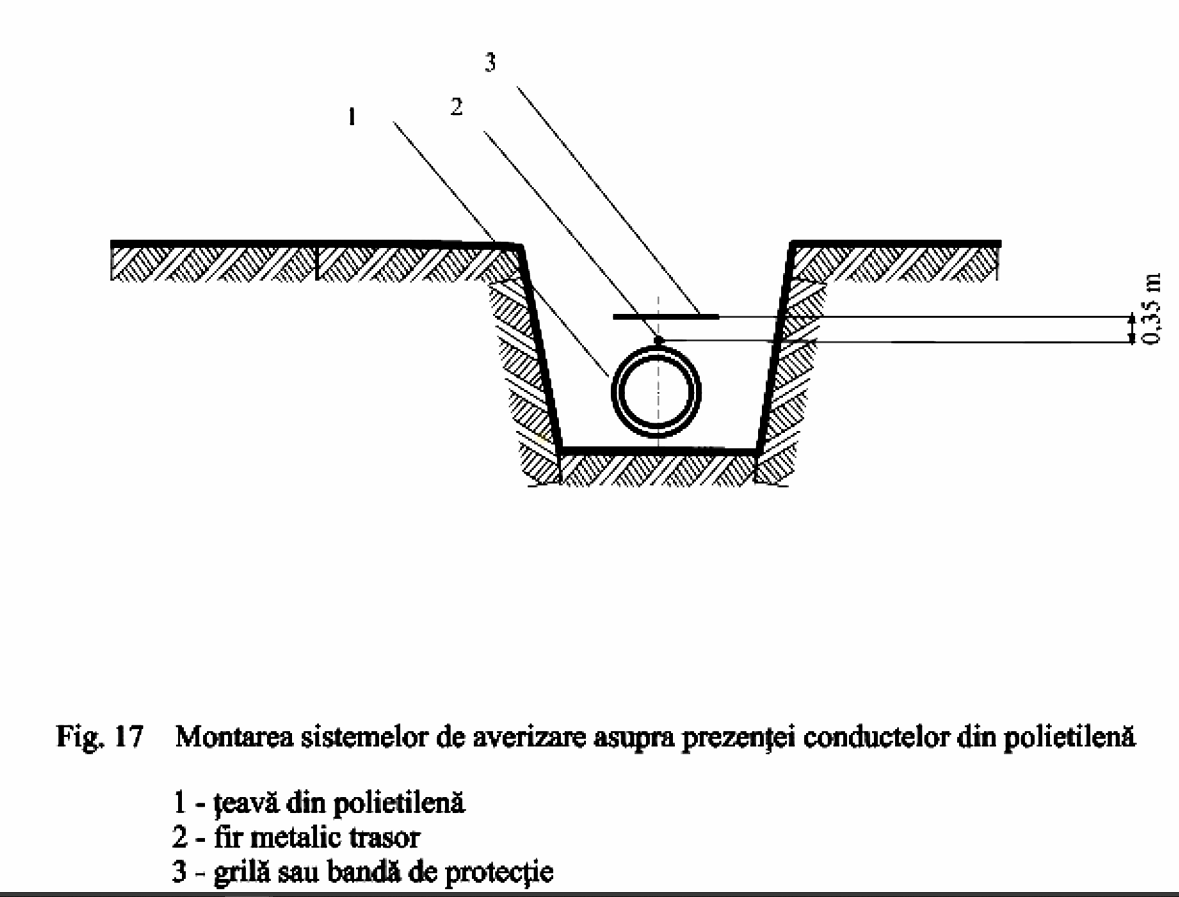 3
2
1
0,35 m
Fig. 17 Montarea sistemelor de averizare asupra prezenţei conductelor din polietilenă
1 - ţeavă din polietilenă
2 - fir metalic trasor
3 - grilă sau bandă de protecţie